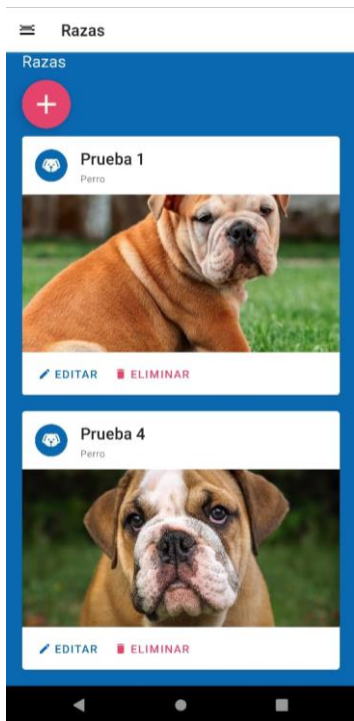 Razas
Razas
Prueba 1
Perro
EDITAR ELIMINAR
Prueba 4
Perro
EDITAR ELIMINAR